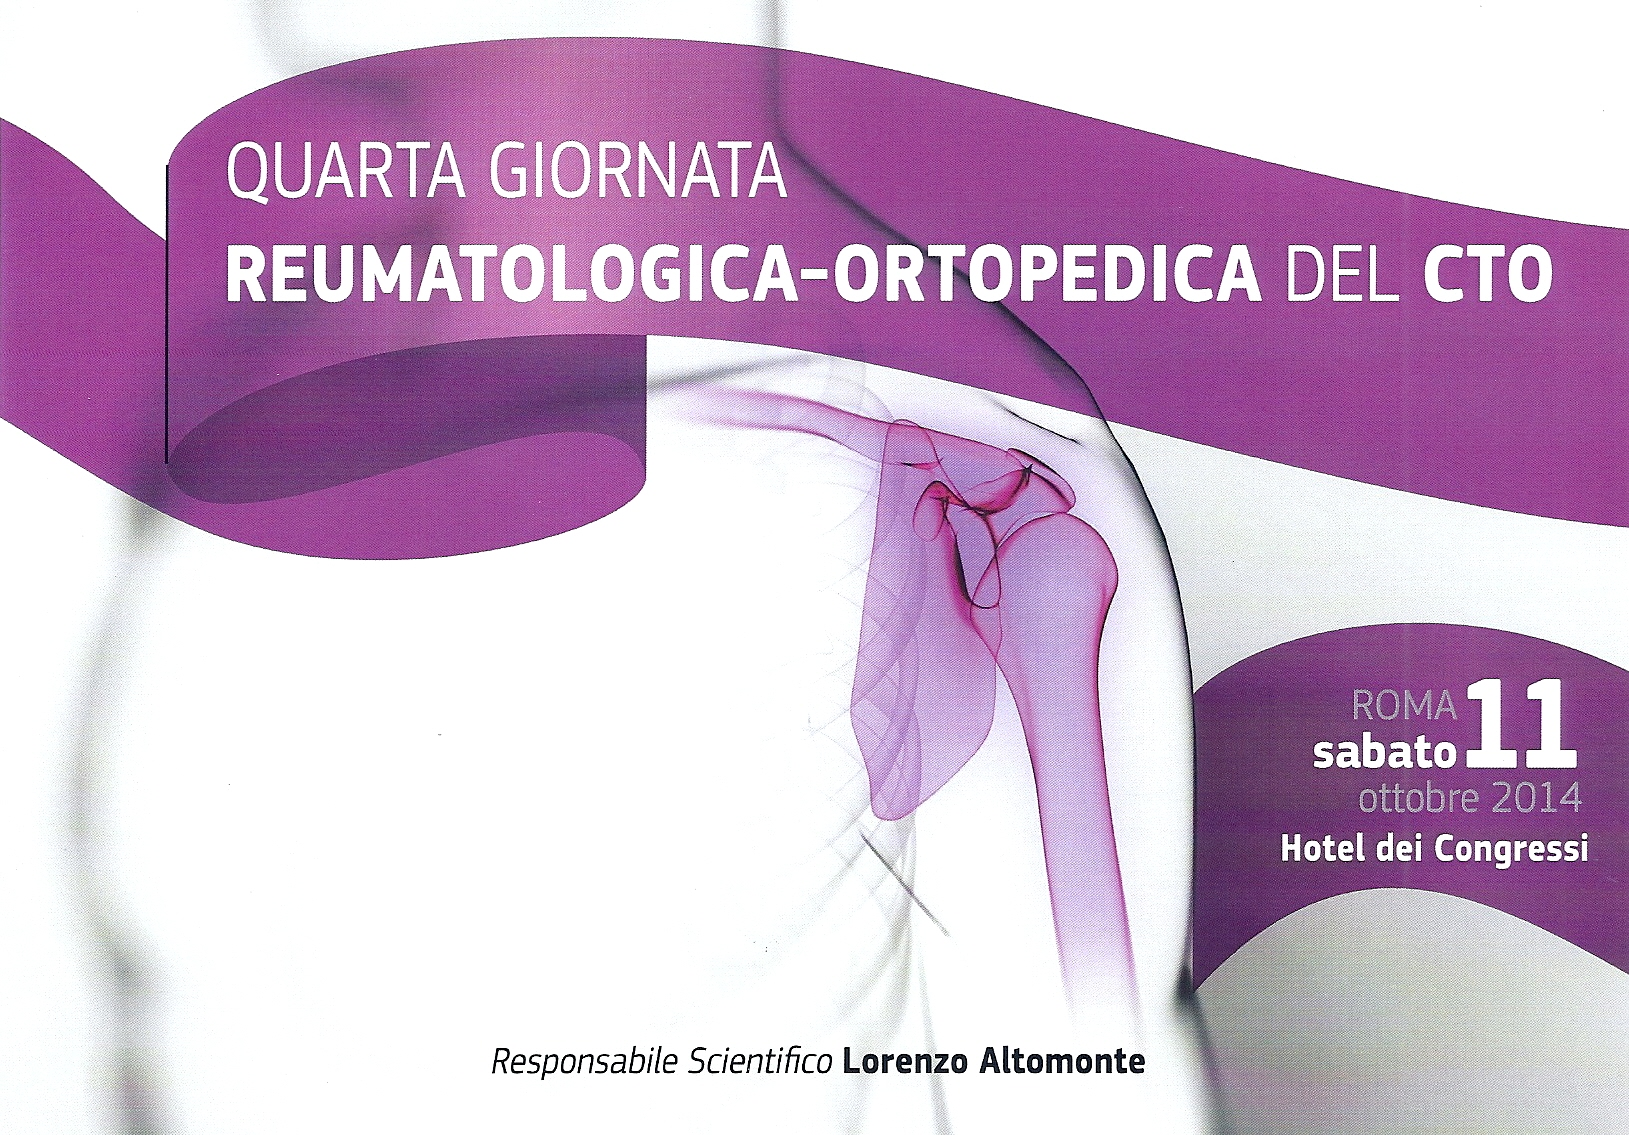 QUARTA GIORNATA
REUMATOLOGICA-ORTOPEDICA DEL CTO
ROMA
sabato 11
ottobre 2014
Hotel dei Congressi
Responsabile Scientifico Lorenzo Altomonte